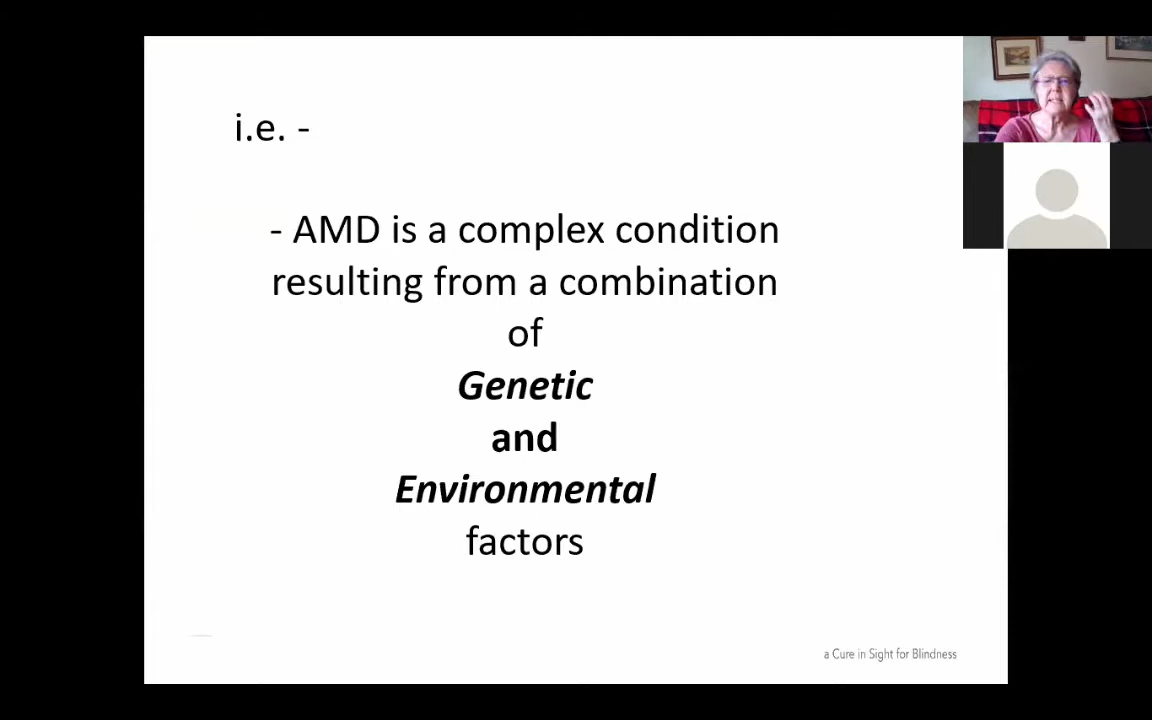 i.e. -
- AMD is a complex condition
resulting from a combination
of
Genetic
and
Environmental
factors
a Cure in Sight for Blindness